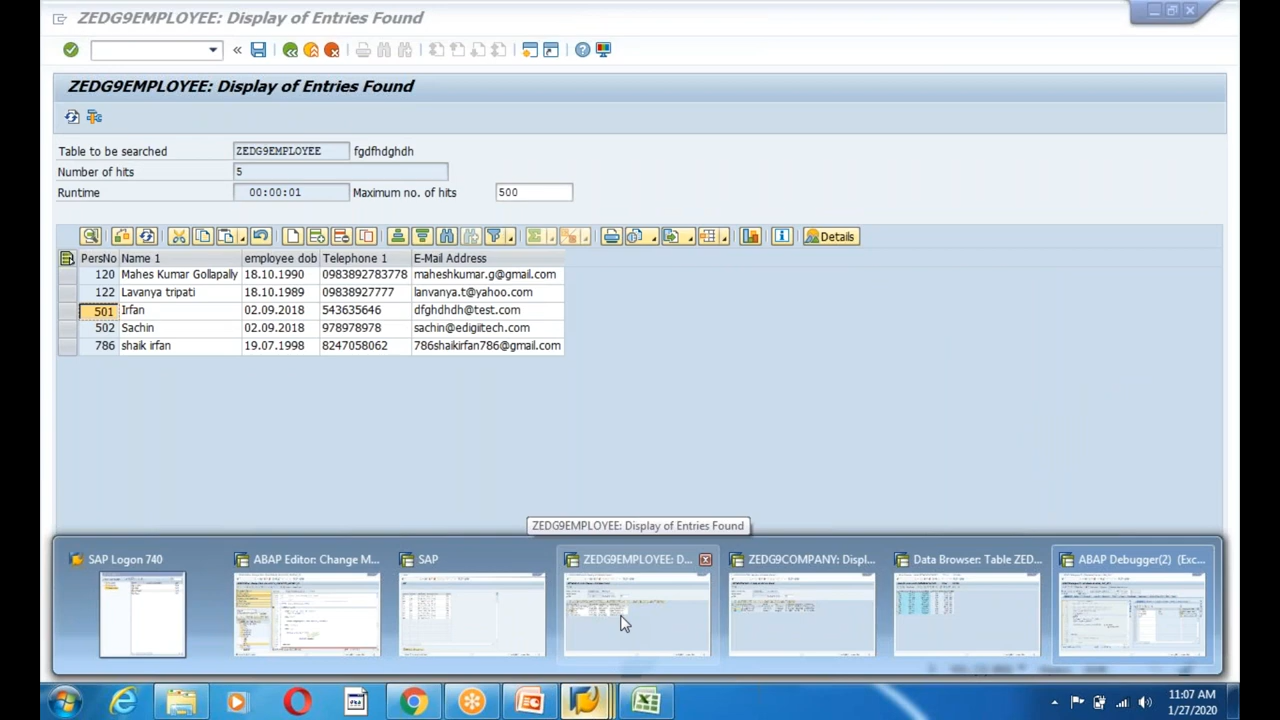 ZEDG9EMPLOYEE: Display of Entries Found
ZEDG9EMPLOYEE: Display of Entries Found
Table to be searched ZEDG9EMPLOYEE fgdfhdghdh
Number of hits 5
Runtime 00:00:01 Maximum no. of hits 500
Details
PersNo Name 1 employee dob Telephone 1 E-Mail Address
120 Mahes Kumar Gollapally 18.10.1990 0983892783778 maheshkumar.g@gmail.com
122 Lavanya tripati 18.10.1989 09838927777 lanvanya.t@yahoo.com
501 Irfan 02.09.2018 543635646 dfghdhdh@test.com
502 Sachin 02.09.2018 978978978 sachin@edigiitech.com
786 shaik irfan 19.07.1998 8247058062 786shaikirfan786@gmail.com
ZEDG9EMPLOYEE: Display of Entries Found
SAP Logon 740 ABAP Editor: Change M... SAP ZEDG9EMPLOYEE: D... ZEDG9COMPANY: Displ... Data Browser: Table ZED... ABAP Debugger(2) (Exc...
11:07 AM
1/27/2020